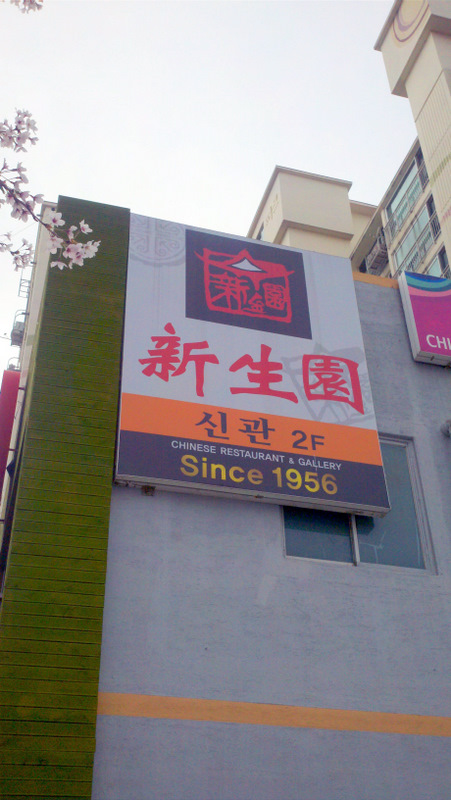 新生園
新生園
신관 2F
CHINESE RESTAURANT & GALLERY
Since 1956
CHI